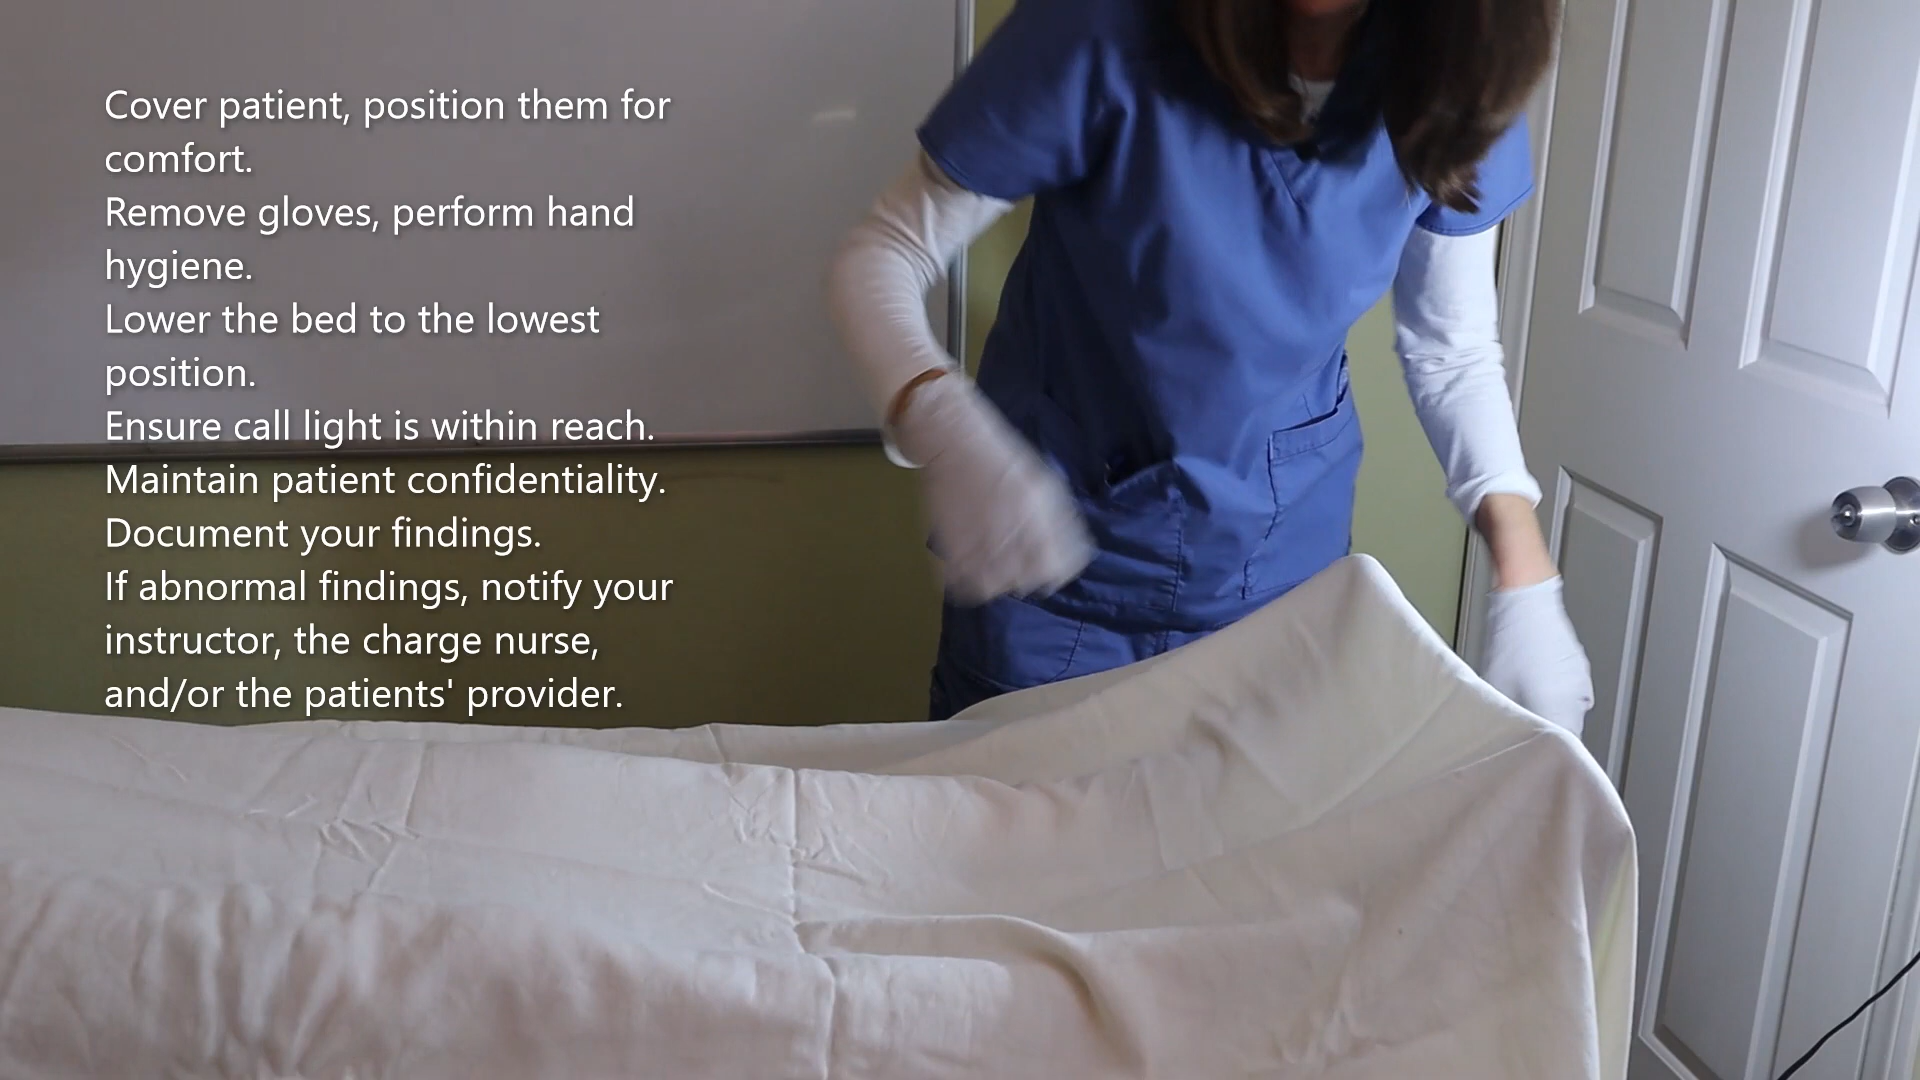 Cover patient, position them for
comfort.
Remove gloves, perform hand
hygiene.
Lower the bed to the lowest
position.
Ensure call light is within reach.
Maintain patient confidentiality.
Document your findings.
If abnormal findings, notify your
instructor, the charge nurse,
and/or the patients' provider.